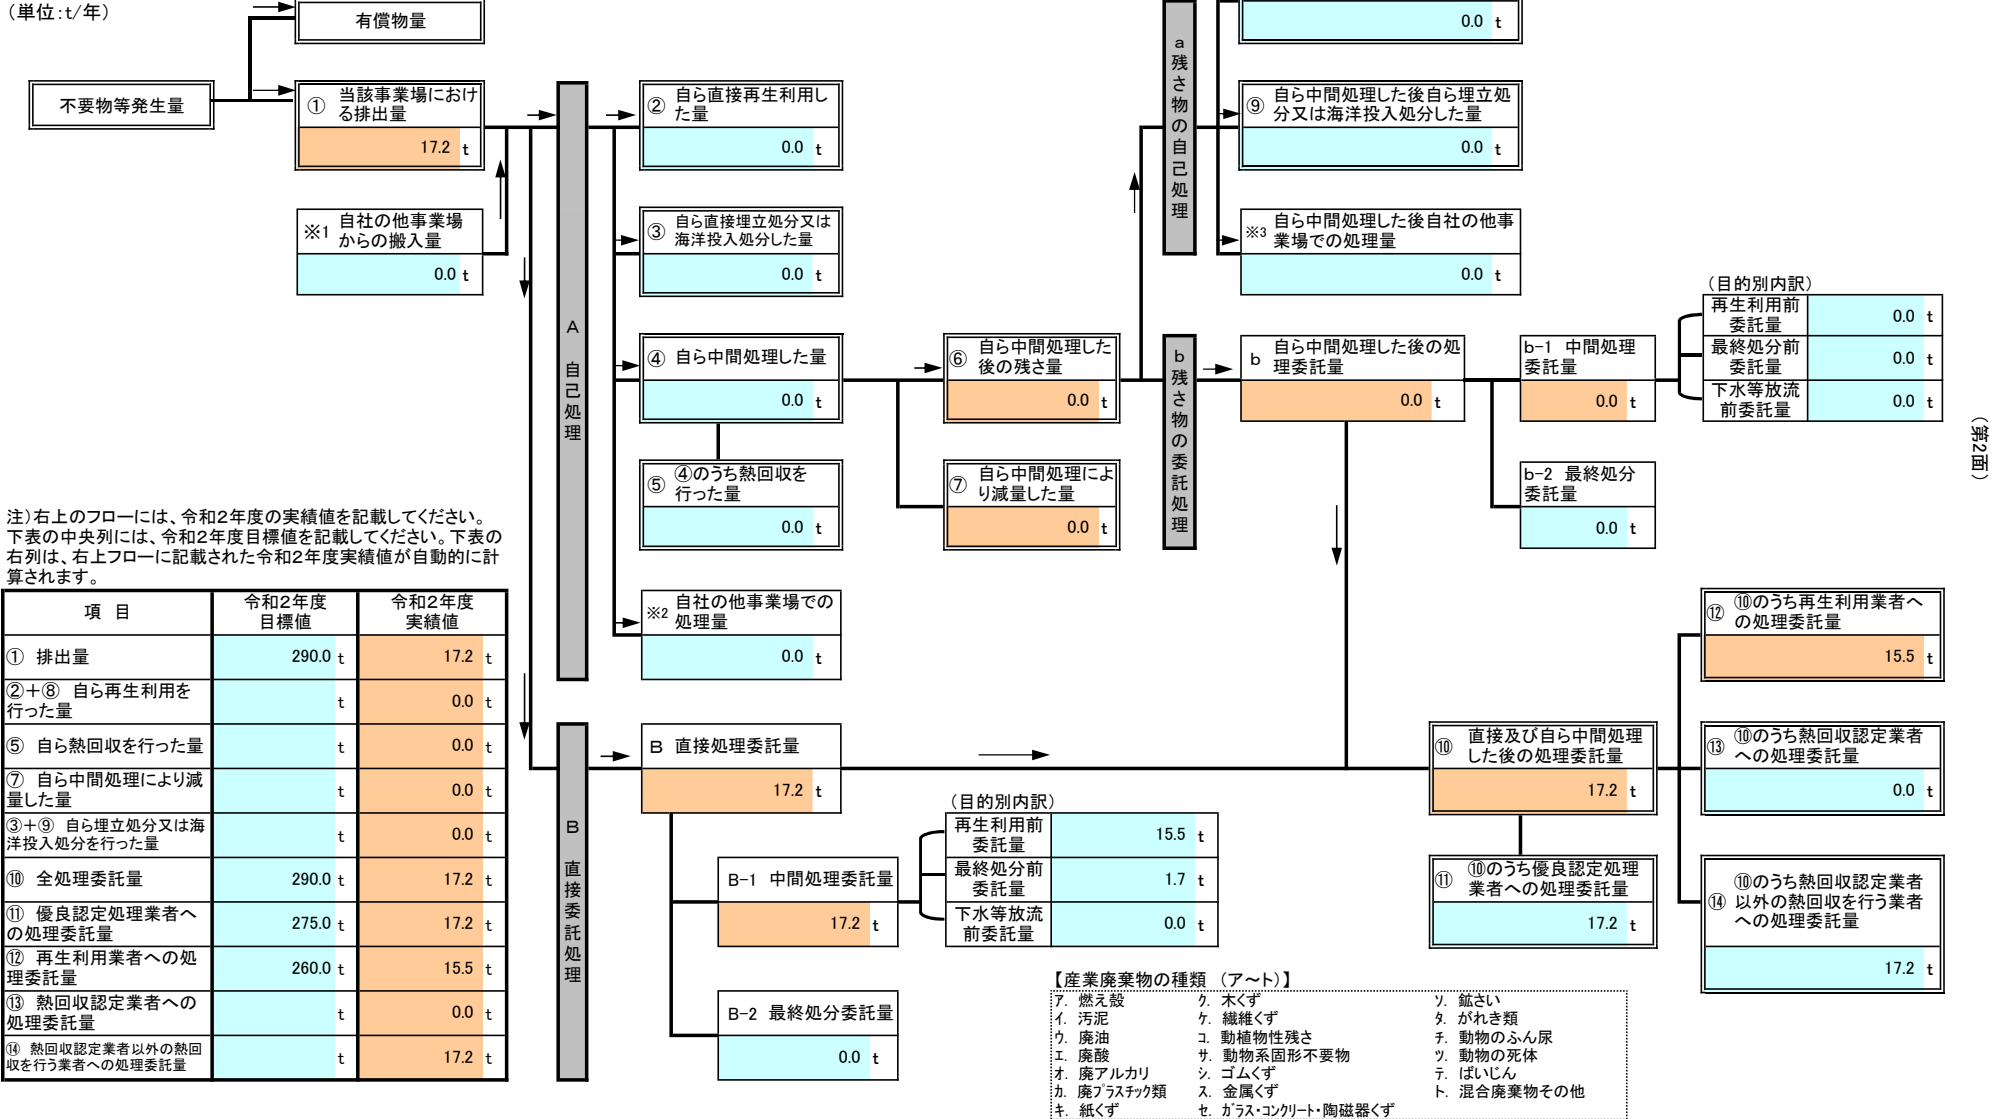 （単位:t/年）
有償物量
0.0 t
不要物等発生量
① 当該事業場におけ
る排出量
17.2 t
※1 自社の他事業場
からの搬入量
0.0 t
A 自己処理
② 自ら直接再生利用し
た量
0.0 t
③ 自ら直接埋立処分又は
海洋投入処分した量
0.0 t
④ 自ら中間処理した量
0.0 t
⑤ ④のうち熱回収を
行った量
0.0 t
※2 自社の他事業場での
処理量
0.0 t
⑥ 自ら中間処理した
後の残さ量
0.0 t
⑦ 自ら中間処理によ
り減量した量
0.0 t
a残さ物の自己処理
⑨ 自ら中間処理した後自ら埋立処
分又は海洋投入処分した量
0.0 t
※3 自ら中間処理した後自社の他事
業場での処理量
0.0 t
b残さ物の委託処理
b 自ら中間処理した後の処
理委託量
0.0 t
b-1 中間処理
委託量
0.0 t
b-2 最終処分
委託量
0.0 t
（目的別内訳）
再生利用前
委託量 0.0 t
最終処分前
委託量 0.0 t
下水等放流
前委託量 0.0 t
（第2面）
注）右上のフローには、令和2年度の実績値を記載してください。
下表の中央列には、令和2年度目標値を記載してください。下表の
右列は、右上フローに記載された令和2年度実績値が自動的に計
算されます。
項 目 令和2年度
目標値 令和2年度
実績値
① 排出量 290.0 t 17.2 t
②＋⑧ 自ら再生利用を
行った量 t 0.0 t
⑤ 自ら熱回収を行った量 t 0.0 t
⑦ 自ら中間処理により減
量した量 t 0.0 t
③＋⑨ 自ら埋立処分又は海
洋投入処分を行った量 t 0.0 t
⑩ 全処理委託量 290.0 t 17.2 t
⑪ 優良認定処理業者へ
の処理委託量 275.0 t 17.2 t
⑫ 再生利用業者への処
理委託量 260.0 t 15.5 t
⑬ 熱回収認定業者への
処理委託量 t 0.0 t
⑭ 熱回収認定業者以外の熱回
収を行う業者への処理委託量 t 17.2 t
B 直接委託処理
B 直接処理委託量
17.2 t
B-1 中間処理委託量
17.2 t
B-2 最終処分委託量
0.0 t
（目的別内訳）
再生利用前
委託量 15.5 t
最終処分前
委託量 1.7 t
下水等放流
前委託量 0.0 t
⑩ 直接及び自ら中間処理
した後の処理委託量
17.2 t
⑪ ⑩のうち優良認定処理
業者への処理委託量
17.2 t
⑫ ⑩のうち再生利用業者へ
の処理委託量
15.5 t
⑬ ⑩のうち熱回収認定業者
への処理委託量
0.0 t
⑭ ⑩のうち熱回収認定業者
以外の熱回収を行う業者
への処理委託量
17.2 t
【産業廃棄物の種類 （ア～ト）】
ｱ. 燃え殻 ｸ. 木くず ｿ. 鉱さい
ｲ. 汚泥 ｹ. 繊維くず ﾀ. がれき類
ｳ. 廃油 ｺ. 動植物性残さ ﾁ. 動物のふん尿
ｴ. 廃酸 ｻ. 動物系固形不要物 ﾂ. 動物の死体
ｵ. 廃アルカリ ｼ. ゴムくず ﾃ. ばいじん
ｶ. 廃ﾌﾟﾗｽﾁｯｸ類 ｽ. 金属くず ﾄ. 混合廃棄物その他
ｷ. 紙くず ｾ. ｶﾞﾗｽ・ｺﾝｸﾘｰﾄ・陶磁器くず